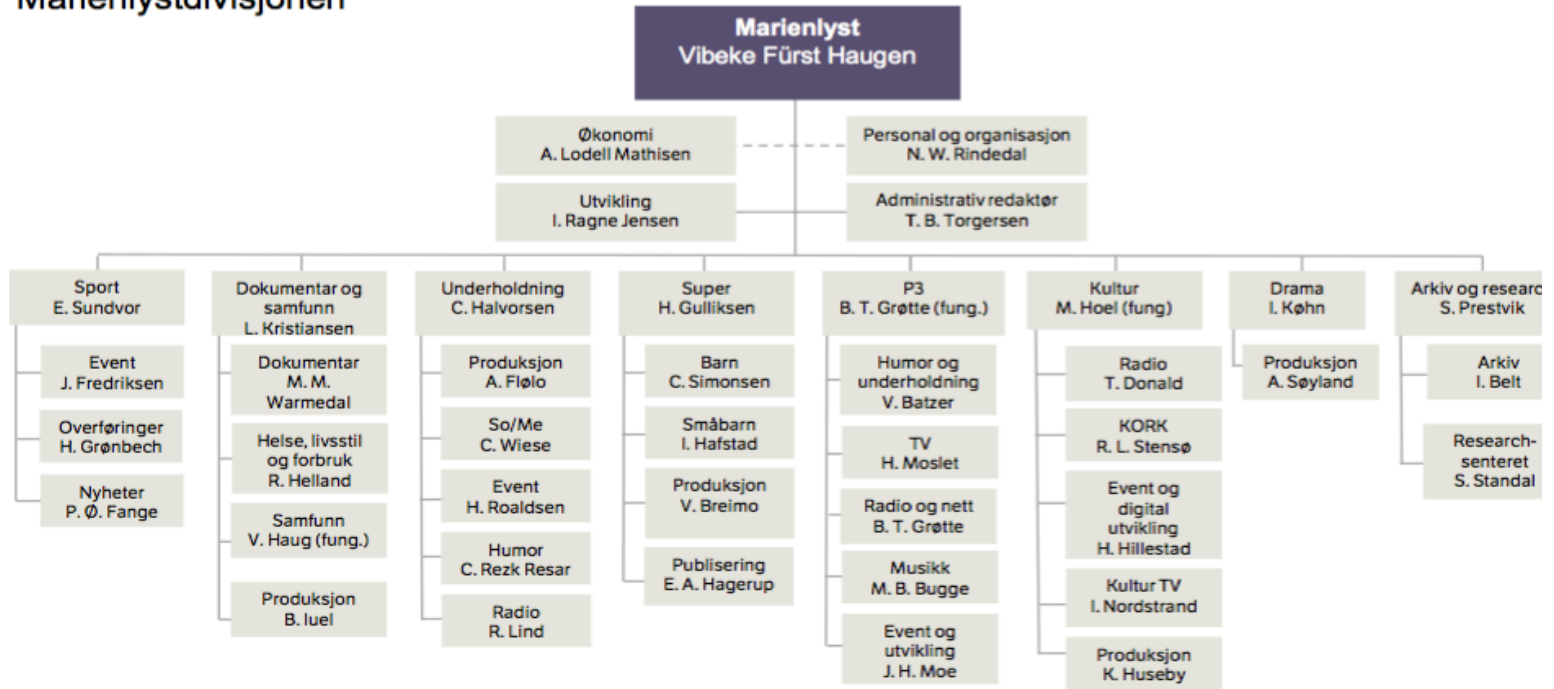 Marienlystdivisjonen
Marienlyst
Vibeke Fürst Haugen
Økonomi
A. Lodell Mathisen
Personal og organisasjon
N. W. Rindedal
Utvikling
I. Ragne Jensen
Administrativ redaktør
T. B. Torgersen
Sport
E. Sundvor
Event
J. Fredriksen
Overføringer
H. Grønbech
Nyheter
P. Ø. Fange
Dokumentar og
samfunn
L. Kristiansen
Dokumentar
M. M.
Warmedal
Helse, livsstil
og forbruk
R. Helland
Samfunn
V. Haug (fung.)
Produksjon
B. Iuel
Underholdning
C. Halvorsen
Produksjon
A. Flølo
So/Me
C. Wiese
Event
H. Roaldsen
Humor
C. Rezk Resar
Radio
R. Lind
Super
H. Gulliksen
Barn
C. Simonsen
Småbarn
I. Hafstad
Produksjon
V. Breimo
Publisering
E. A. Hagerup
P3
B. T. Grøtte (fung.)
Humor og
underholdning
V. Batzer
TV
H. Moslet
Radio og nett
B. T. Grøtte
Musikk
M. B. Bugge
Event og
utvikling
J. H. Moe
Kultur
M. Hoel (fung)
Radio
T. Donald
KORK
R. L. Stensø
Event og
digital
utvikling
H. Hillestad
Kultur TV
I. Nordstrand
Produksjon
K. Huseby
Drama
I. Køhn
Produksjon
A. Søyland
Arkiv og researc
S. Prestvik
Arkiv
I. Belt
Research-
senteret
S. Standal